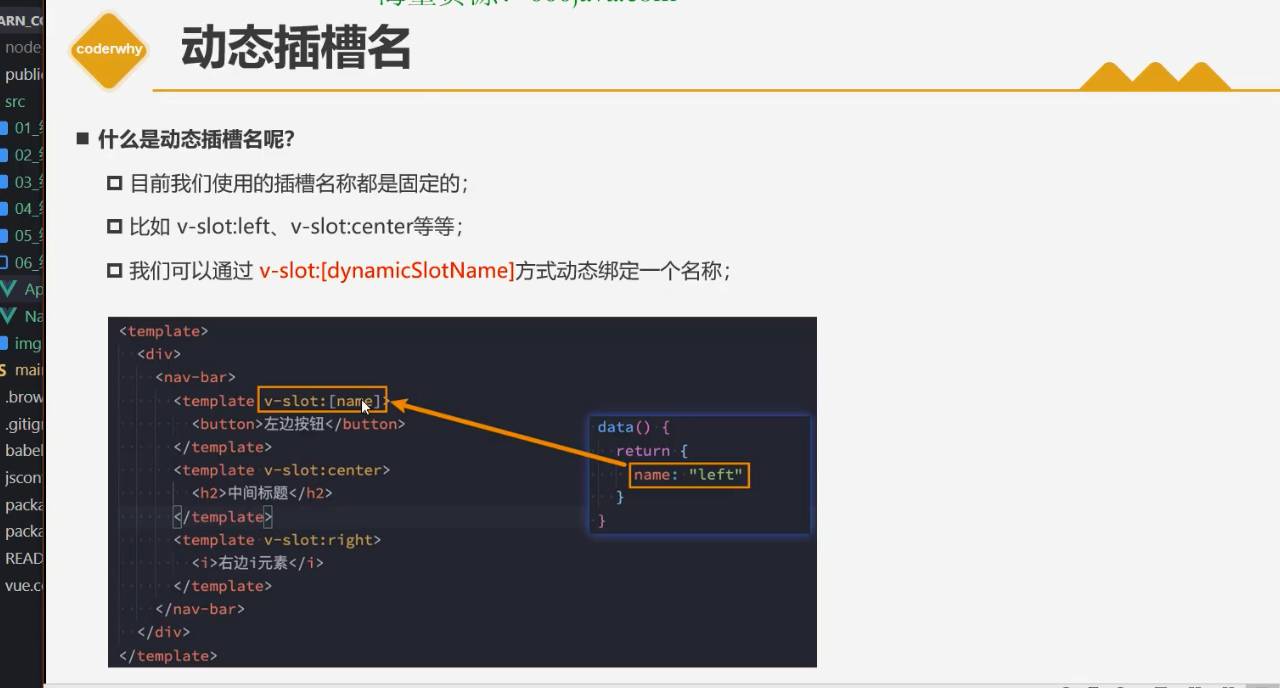 coderwhy
动态插槽名
ARN_CO
node
public
src
01_
02_
03_
04_
05_
06_
Ap
Na
img
main
.brow
.gitig
babel
jscon
packa
packa
READ
vue.co
■ 什么是动态插槽名呢?
目前我们使用的插槽名称都是固定的;
比如 v-slot:left、v-slot:center等等;
我们可以通过 v-slot:[dynamicSlotName]方式动态绑定一个名称;
<template>
<div>
<nav-bar>
<template v-slot:[name]>
<button>左边按钮</button>
</template>
<template v-slot:center>
<h2>中间标题</h2>
</template>
<template v-slot:right>
<i>右边i元素</i>
</template>
</nav-bar>
</div>
</template>
data() {
return {
name: "left"
}
}